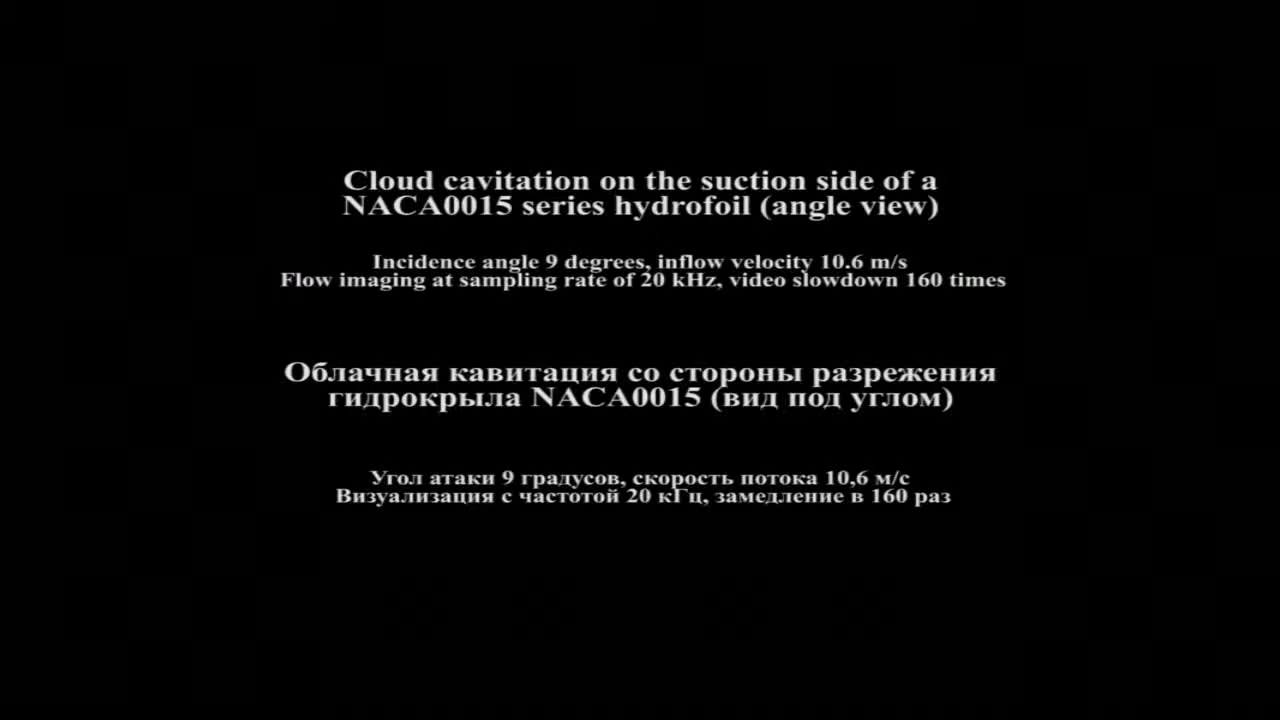 Cloud cavitation on the suction side of a
NACA0015 series hydrofoil (angle view)
Incidence angle 9 degrees, inflow velocity 10.6 m/s
Flow imaging at sampling rate of 20 kHz, video slowdown 160 times
Облачная кавитация со стороны разрежения
гидрокрыла NACA0015 (вид под углом)
Угол атаки 9 градусов, скорость потока 10,6 м/с
Визуализация с частотой 20 кГц, замедление в 160 раз